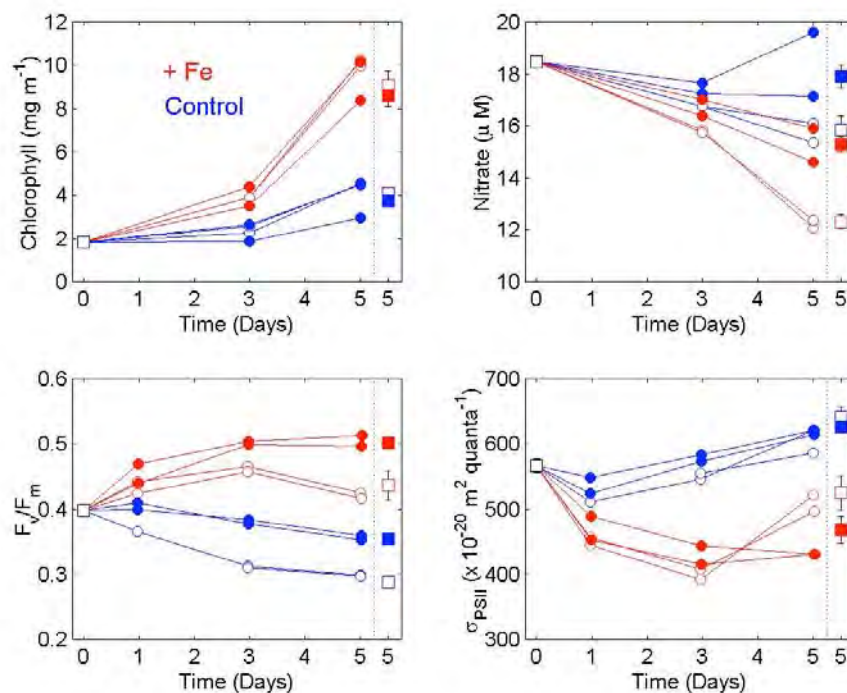 12
10
8
6
4
2
0
Chlorophyll (mg m⁻¹)
+ Fe
Control
0 1 2 3 4 5 5
Time (Days)
20
18
16
14
12
10
Nitrate (μ M)
0 1 2 3 4 5 5
Time (Days)
0.6
0.5
0.4
0.3
0.2
Fᵥ/Fₘ
0 1 2 3 4 5 5
Time (Days)
700
600
500
400
300
σPSII (x 10⁻²⁰ m² quanta⁻¹)
0 1 2 3 4 5 5
Time (Days)